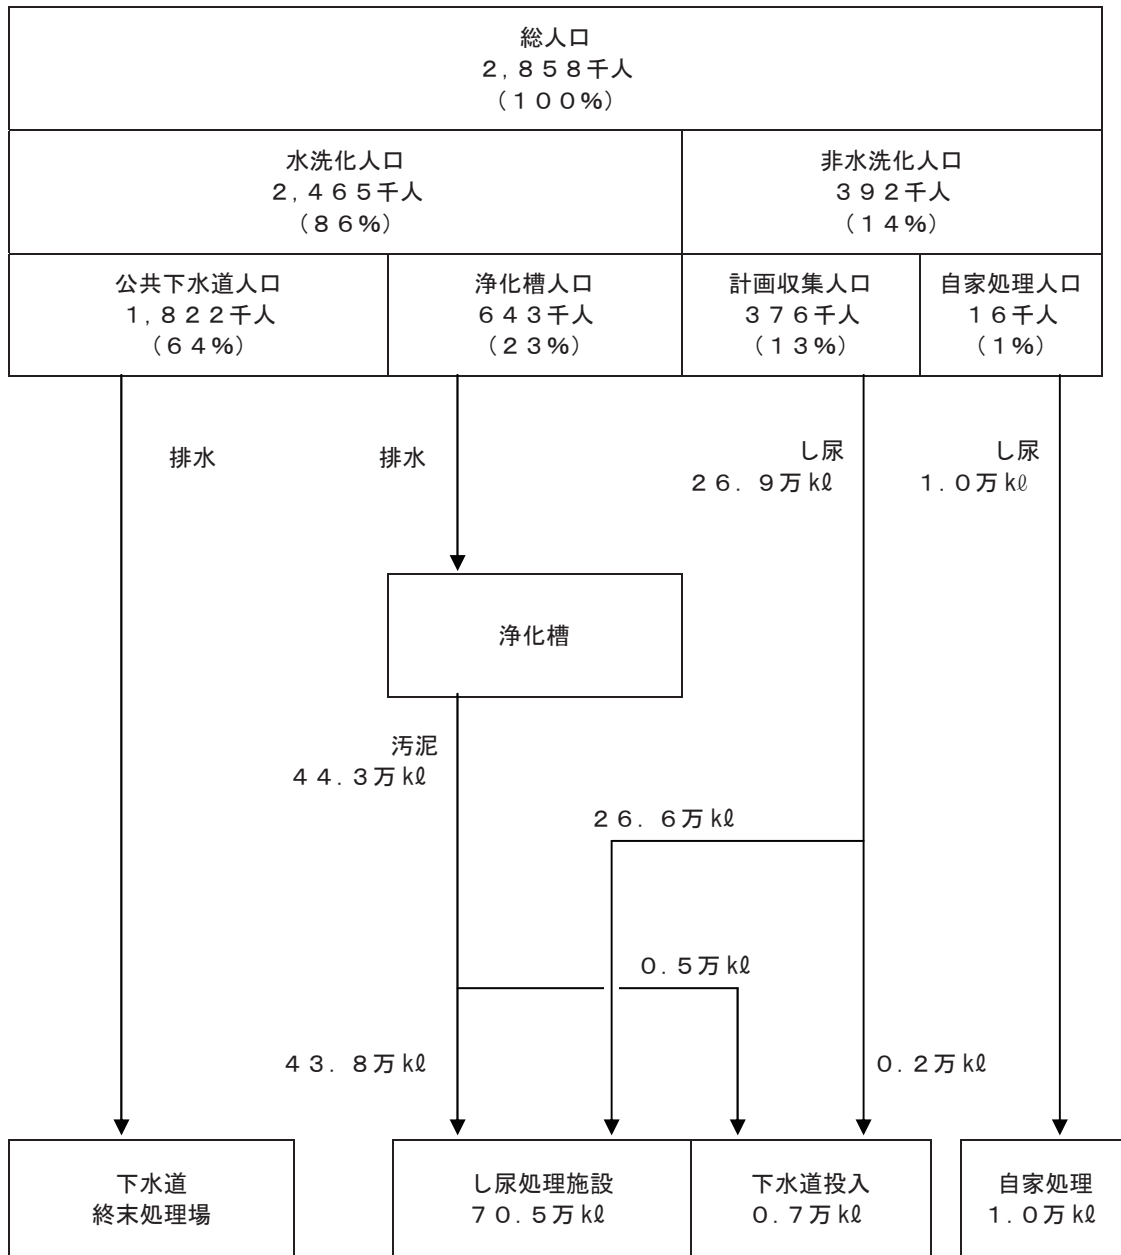 総人口
２,８５８千人
（１００%）
水洗化人口
２,４６５千人
（８６%）
非水洗化人口
３９２千人
（１４%）
公共下水道人口
１,８２２千人
（６４%）
浄化槽人口
６４３千人
（２３%）
計画収集人口
３７６千人
（１３%）
自家処理人口
１６千人
（１%）
排水
排水
し尿
２６.９万kℓ
し尿
１.０万kℓ
浄化槽
汚泥
４４.３万kℓ
２６.６万kℓ
０.５万kℓ
４３.８万kℓ
０.２万kℓ
下水道
終末処理場
し尿処理施設
７０.５万kℓ
下水道投入
０.７万kℓ
自家処理
１.０万kℓ